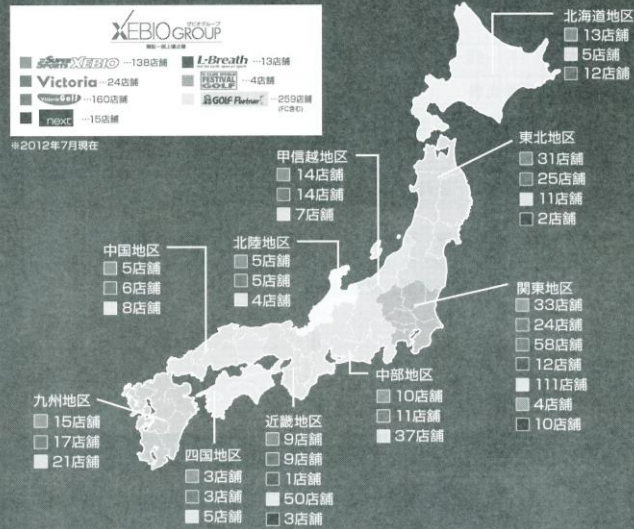 ゼビオグループ
XEBIO GROUP
東証一部上場企業
SUPER SPORTS XEBIO …138店舗
L-Breath …13店舗
Victoria …24店舗
FESTIVAL GOLF …4店舗
Victoria Golf …160店舗
GOLF Partner …259店舗
(FC含む)
next …15店舗
※2012年7月現在
北海道地区
13店舗
5店舗
12店舗
東北地区
31店舗
25店舗
11店舗
2店舗
甲信越地区
14店舗
14店舗
7店舗
北陸地区
5店舗
5店舗
4店舗
中国地区
5店舗
6店舗
8店舗
関東地区
33店舗
24店舗
58店舗
12店舗
111店舗
4店舗
10店舗
中部地区
10店舗
11店舗
37店舗
九州地区
15店舗
17店舗
21店舗
四国地区
3店舗
3店舗
5店舗
近畿地区
9店舗
9店舗
1店舗
50店舗
3店舗